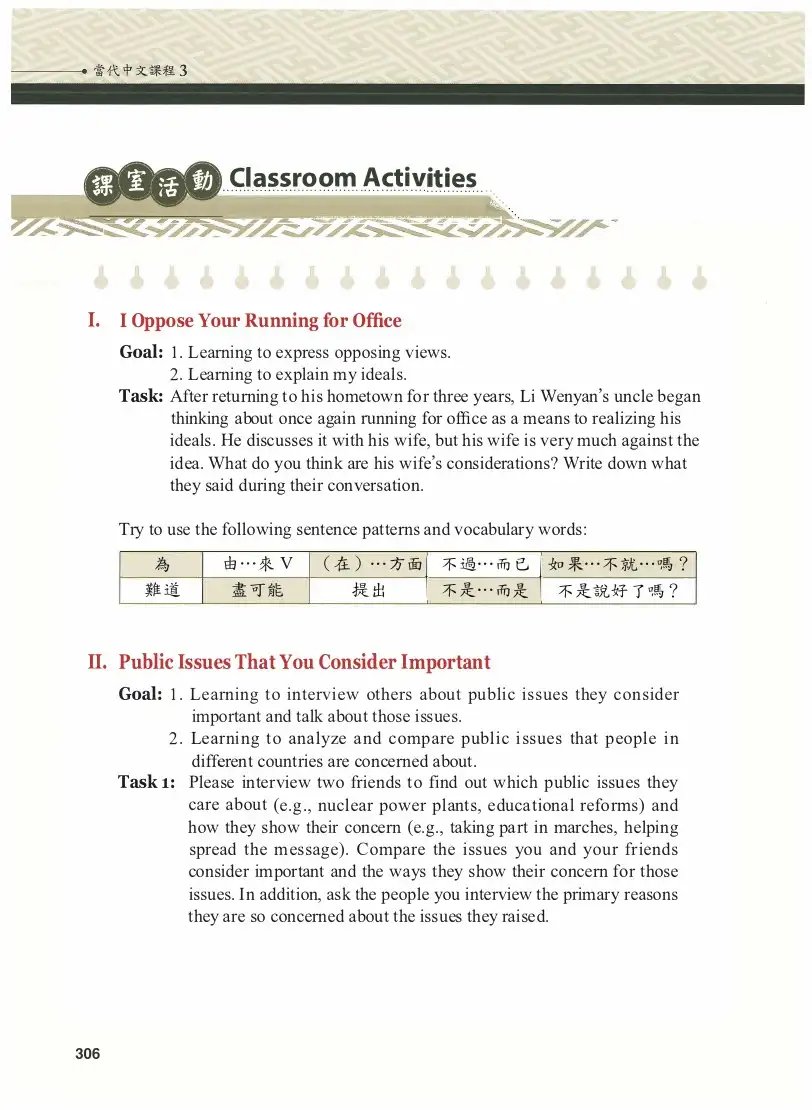 當代中文課程 3
課室活動 Classroom Activities
I. I Oppose Your Running for Office
Goal: 1. Learning to express opposing views.
2. Learning to explain my ideals.
Task: After returning to his hometown for three years, Li Wenyan's uncle began
thinking about once again running for office as a means to realizing his
ideals. He discusses it with his wife, but his wife is very much against the
idea. What do you think are his wife's considerations? Write down what
they said during their conversation.
Try to use the following sentence patterns and vocabulary words:
為 由…來 V （在）…方面 不過…而已 如果…不就…嗎？
難道 盡可能 提出 不是…而是 不是說好了嗎？
II. Public Issues That You Consider Important
Goal: 1. Learning to interview others about public issues they consider
important and talk about those issues.
2. Learning to analyze and compare public issues that people in
different countries are concerned about.
Task 1: Please interview two friends to find out which public issues they
care about (e.g., nuclear power plants, educational reforms) and
how they show their concern (e.g., taking part in marches, helping
spread the message). Compare the issues you and your friends
consider important and the ways they show their concern for those
issues. In addition, ask the people you interview the primary reasons
they are so concerned about the issues they raised.
306